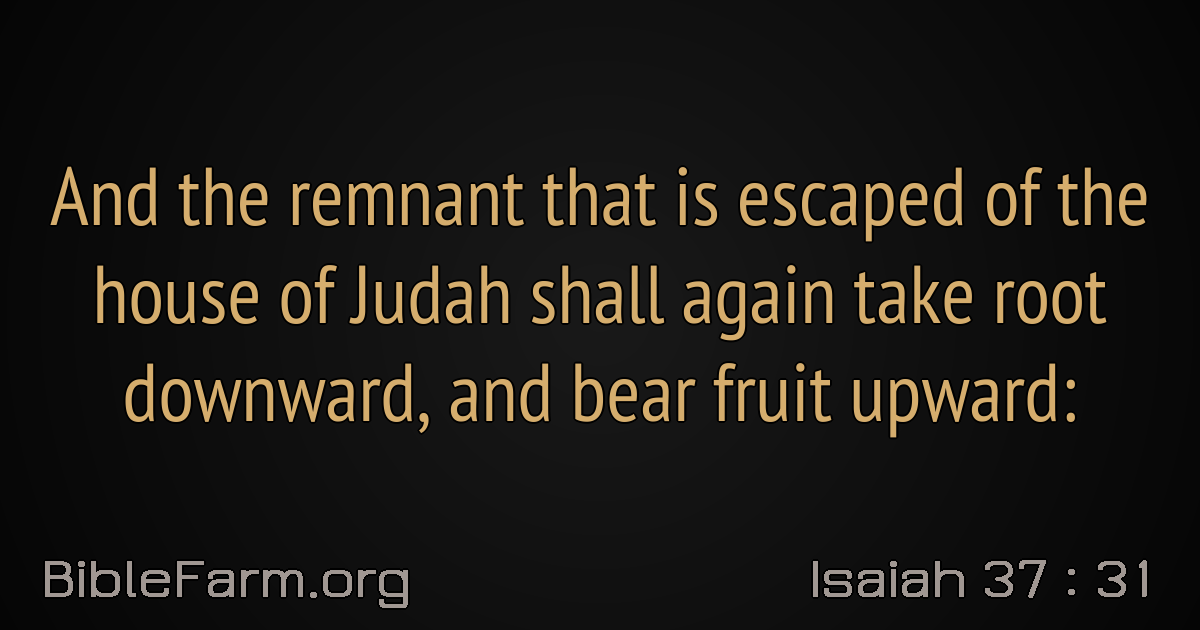 And the remnant that is escaped of the
house of Judah shall again take root
downward, and bear fruit upward:
BibleFarm.org
Isaiah 37 : 31